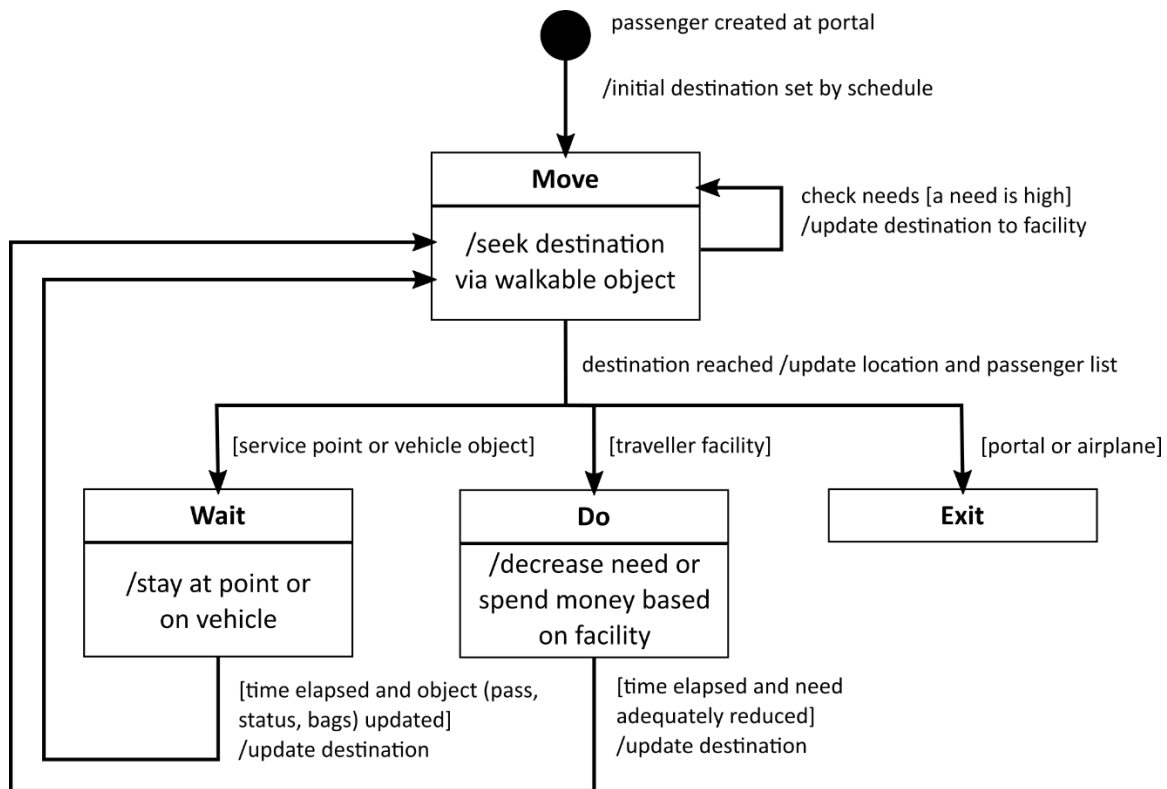 passenger created at portal
/initial destination set by schedule
Move
/seek destination
via walkable object
check needs [a need is high]
/update destination to facility
destination reached /update location and passenger list
[service point or vehicle object]
[traveller facility]
[portal or airplane]
Wait
/stay at point or
on vehicle
Do
/decrease need or
spend money based
on facility
Exit
[time elapsed and object (pass,
status, bags) updated]
/update destination
[time elapsed and need
adequately reduced]
/update destination